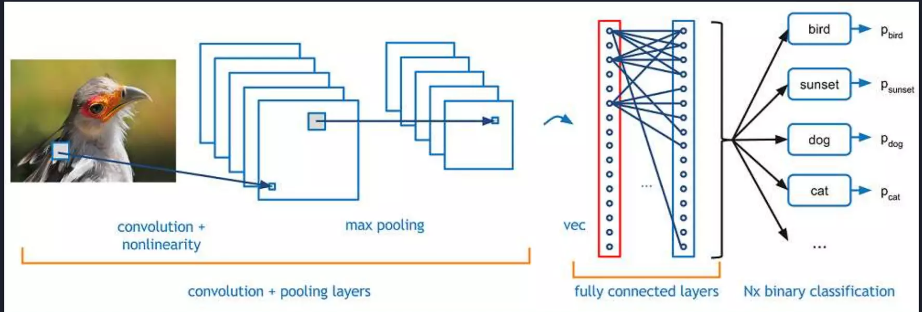 bird
p_bird
sunset
p_sunset
dog
p_dog
cat
p_cat
...
...
convolution +
nonlinearity
max pooling
vec
convolution + pooling layers
fully connected layers
Nx binary classification